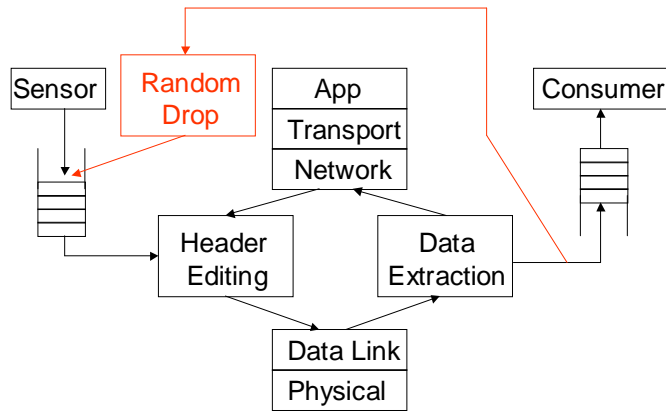 Sensor
Random
Drop
App
Transport
Network
Consumer
Header
Editing
Data
Extraction
Data Link
Physical